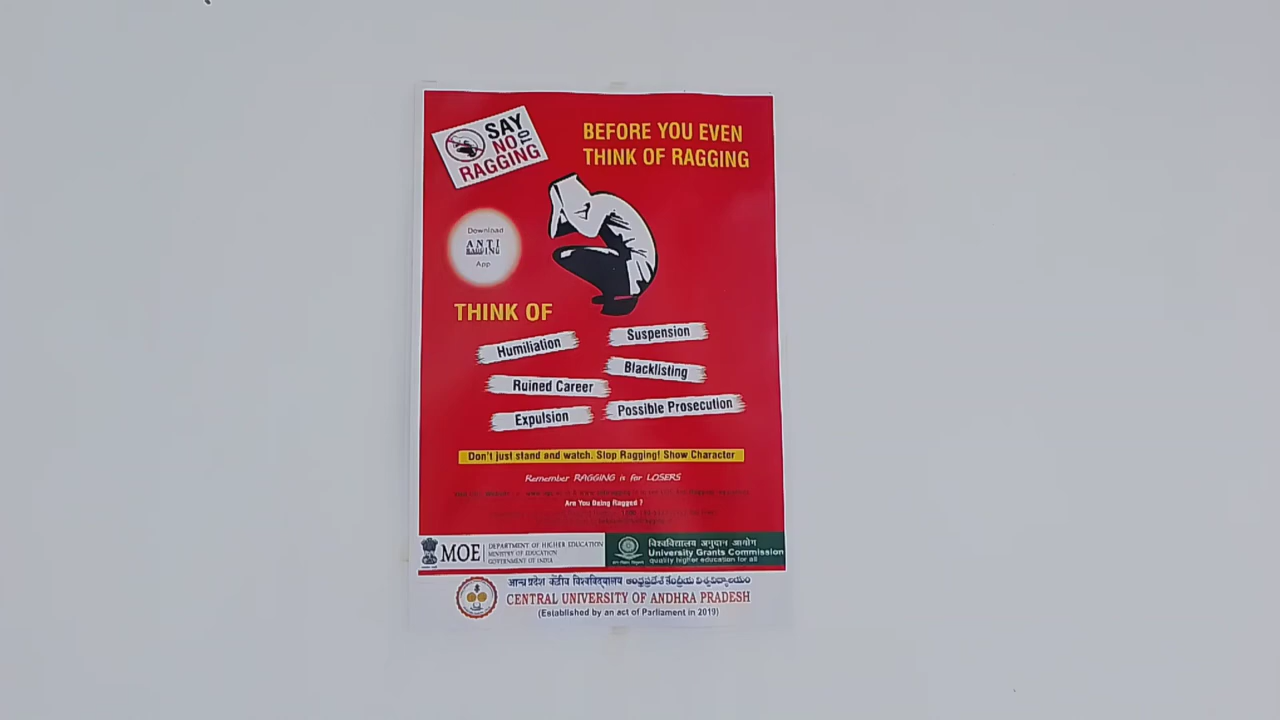 SAY
NO TO
RAGGING
BEFORE YOU EVEN
THINK OF RAGGING
Download
ANTI
RAGGING
App
THINK OF
Humiliation
Suspension
Ruined Career
Blacklisting
Expulsion
Possible Prosecution
Don't just stand and watch. Stop Ragging! Show Character
Remember RAGGING is for LOSERS
Are You Being Ragged ?
MOE
DEPARTMENT OF HIGHER EDUCATION
MINISTRY OF EDUCATION
GOVERNMENT OF INDIA
विश्वविद्यालय अनुदान आयोग
University Grants Commission
quality higher education for all
आन्ध्र प्रदेश केंद्रीय विश्वविद्यालय ఆంధ్రప్రదేశ్ కేంద్రీయ విశ్వవిద్యాలయం
CENTRAL UNIVERSITY OF ANDHRA PRADESH
(Established by an act of Parliament in 2019)